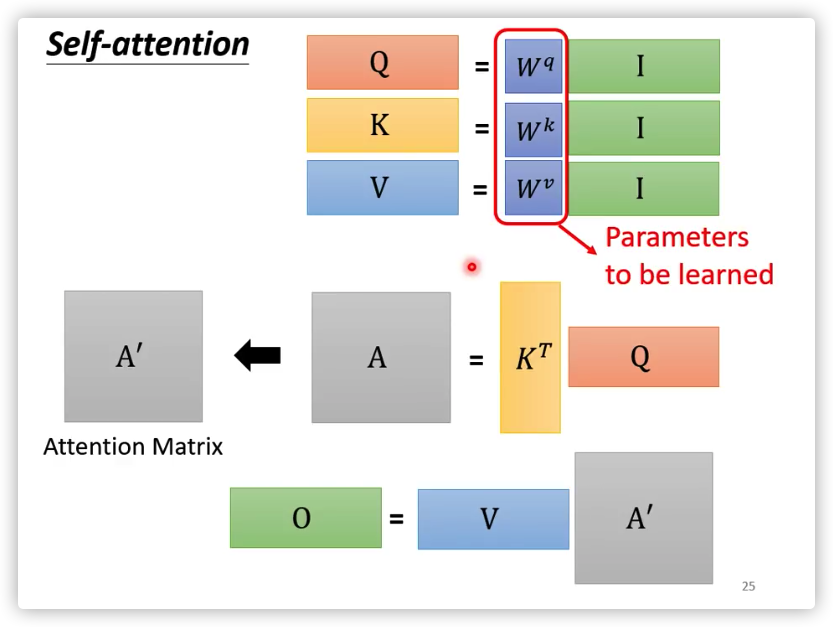 Self-attention
Q = W^q I
K = W^k I
V = W^v I
Parameters
to be learned
A′ A = K^T Q
Attention Matrix
O = V A′
25